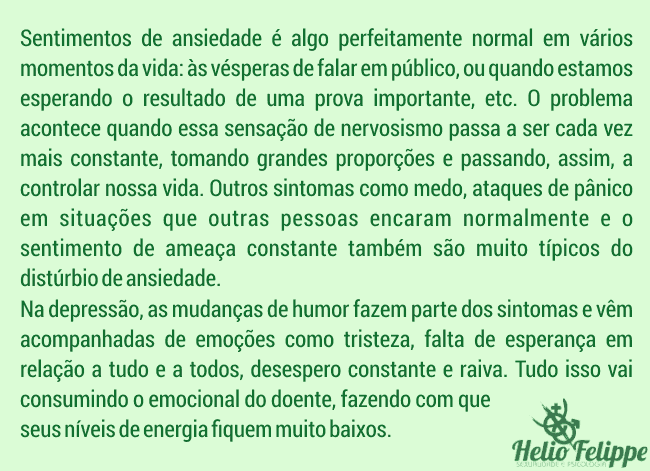 Sentimentos de ansiedade é algo perfeitamente normal em vários
momentos da vida: às vésperas de falar em público, ou quando estamos
esperando o resultado de uma prova importante, etc. O problema
acontece quando essa sensação de nervosismo passa a ser cada vez
mais constante, tomando grandes proporções e passando, assim, a
controlar nossa vida. Outros sintomas como medo, ataques de pânico
em situações que outras pessoas encaram normalmente e o
sentimento de ameaça constante também são muito típicos do
distúrbio de ansiedade.
Na depressão, as mudanças de humor fazem parte dos sintomas e vêm
acompanhadas de emoções como tristeza, falta de esperança em
relação a tudo e a todos, desespero constante e raiva. Tudo isso vai
consumindo o emocional do doente, fazendo com que
seus níveis de energia fiquem muito baixos.
Helio Felippe
SEXUALIDADE E PSICOLOGIA